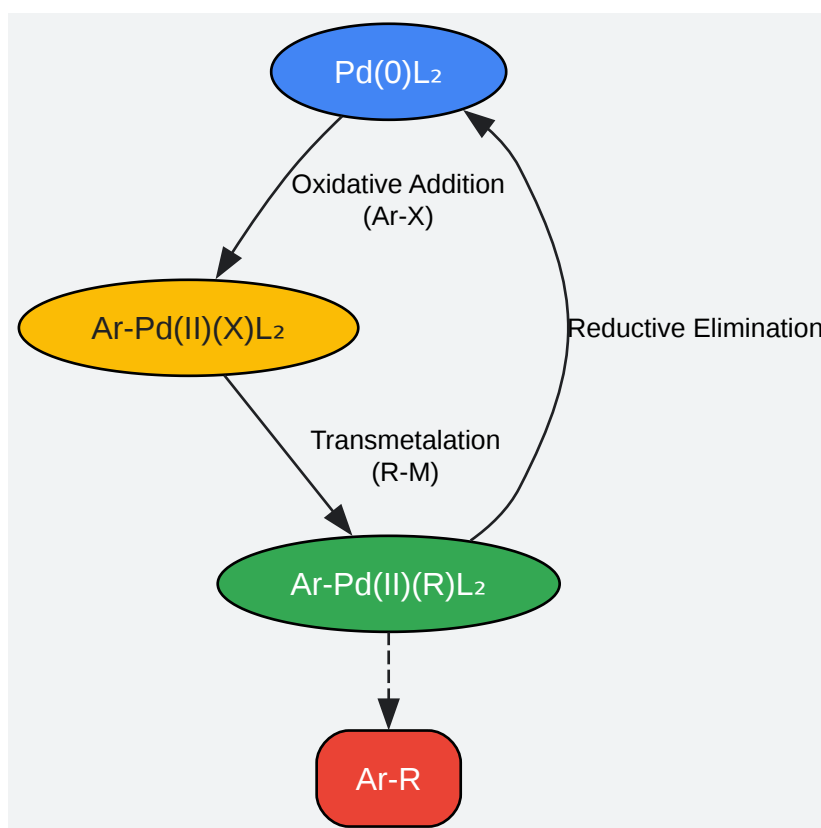 Pd(0)L₂
Oxidative Addition
(Ar-X)
Ar-Pd(II)(X)L₂
Reductive Elimination
Transmetalation
(R-M)
Ar-Pd(II)(R)L₂
Ar-R